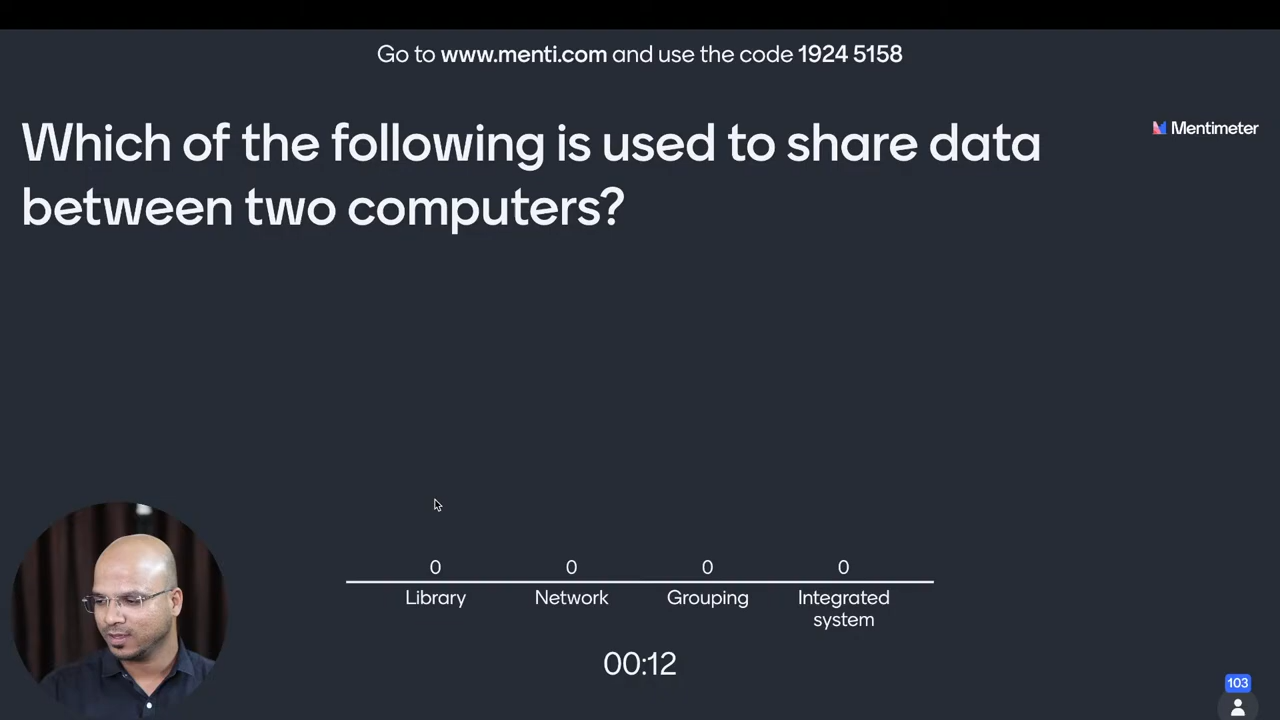 Go to www.menti.com and use the code 1924 5158
Which of the following is used to share data
between two computers?
Mentimeter
0 0 0 0
Library Network Grouping Integrated
system
00:12
103